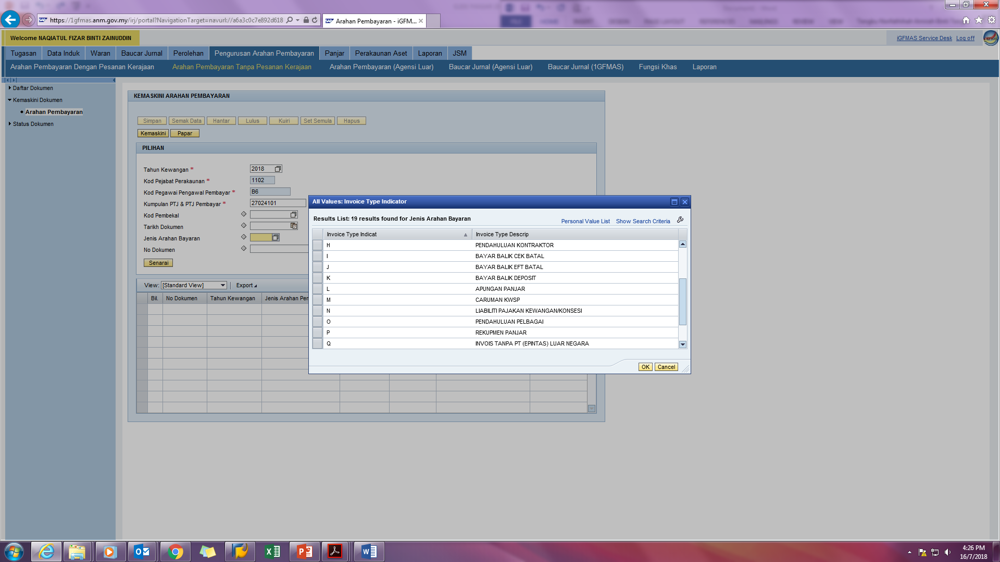 https://1gfmas.anm.gov.my/irj/portal?NavigationTarget=navurl://a6a3c0c7e892d618
Arahan Pembayaran - iGFM...
Welcome NAQIATUL FIZAR BINTI ZAINUDDIN
iGFMAS Service Desk Log off
Tugasan Data Induk Waran Baucar Jurnal Perolehan Pengurusan Arahan Pembayaran Panjar Perakaunan Aset Laporan JSM
Arahan Pembayaran Dengan Pesanan Kerajaan Arahan Pembayaran Tanpa Pesanan Kerajaan Arahan Pembayaran (Agensi Luar) Baucar Jurnal (Agensi Luar) Baucar Jurnal (1GFMAS) Fungsi Khas Laporan
Daftar Dokumen
Kemaskini Dokumen
Arahan Pembayaran
Status Dokumen
KEMASKINI ARAHAN PEMBAYARAN
Simpan Semak Data Hantar Lulus Kuiri Set Semula Hapus
Kemaskini Papar
PILIHAN
Tahun Kewangan * 2018
Kod Pejabat Perakaunan * 1102
Kod Pegawai Pengawal Pembayar * B6
Kumpulan PTJ & PTJ Pembayar * 27024101
Kod Pembekal
Tarikh Dokumen
Jenis Arahan Bayaran
No Dokumen
Senarai
View: [Standard View] Export
Bil. No Dokumen Tahun Kewangan Jenis Arahan Per
All Values: Invoice Type Indicator
Results List: 19 results found for Jenis Arahan Bayaran
Personal Value List Show Search Criteria
Invoice Type Indicat Invoice Type Descrip
H PENDAHULUAN KONTRAKTOR
I BAYAR BALIK CEK BATAL
J BAYAR BALIK EFT BATAL
K BAYAR BALIK DEPOSIT
L APUNGAN PANJAR
M CARUMAN KWSP
N LIABILITI PAJAKAN KEWANGAN/KONSESI
O PENDAHULUAN PELBAGAI
P REKUPMEN PANJAR
Q INVOIS TANPA PT (EPINTAS) LUAR NEGARA
OK Cancel
4:26 PM
16/7/2018